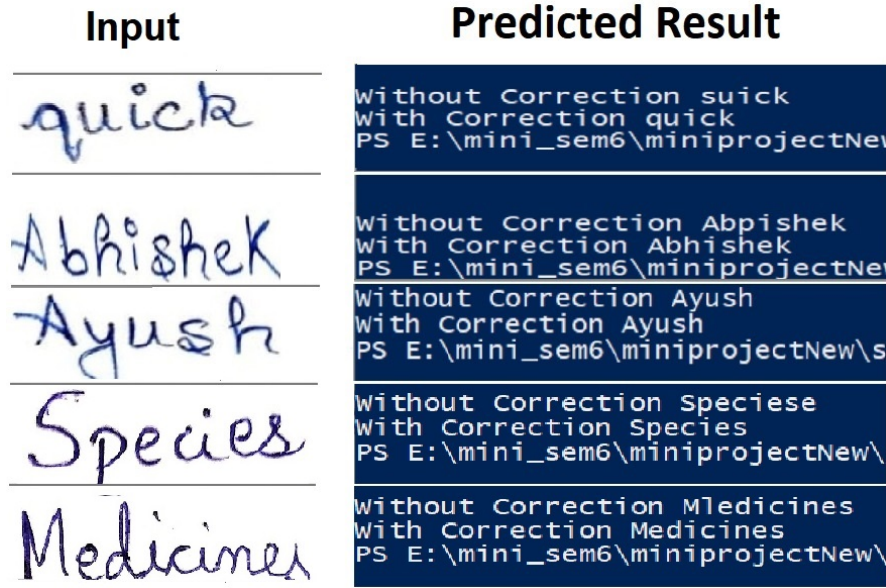 Input Predicted Result
quick
Without Correction suick
With Correction quick
PS E:\mini_sem6\miniprojectNew
Abhishek
Without Correction Abpishek
With Correction Abhishek
PS E:\mini_sem6\miniprojectNew
Ayush
Without Correction Ayush
With Correction Ayush
PS E:\mini_sem6\miniprojectNew\s
Species
Without Correction Speciese
With Correction Species
PS E:\mini_sem6\miniprojectNew\
Medicines
Without Correction Mledicines
With Correction Medicines
PS E:\mini_sem6\miniprojectNew\